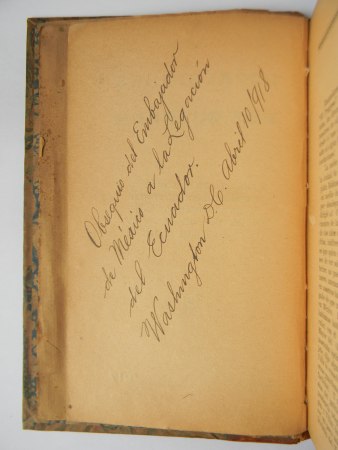 Obsequio del Embajador
de México a la Legación
del Ecuador.
Washington D.C. Abril 10/918